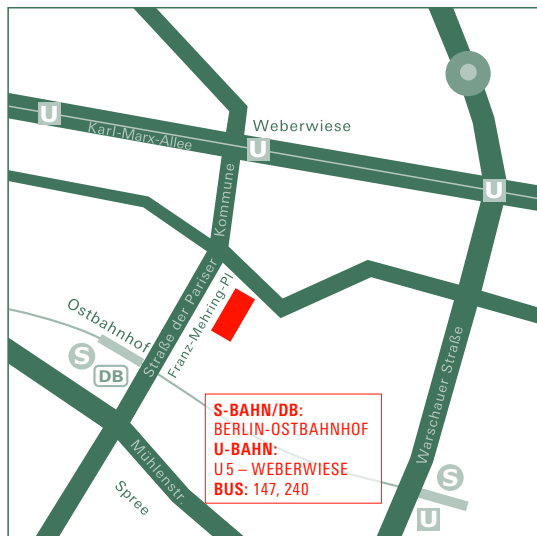 U
Karl-Marx-Allee
Weberwiese
U
U
Straße der Pariser Kommune
Franz-Mehring-Pl
Ostbahnhof
S
DB
Warschauer Straße
S-BAHN/DB:
BERLIN-OSTBAHNHOF
U-BAHN:
U5 – WEBERWIESE
BUS: 147, 240
Mühlenstr.
Spree
S
U